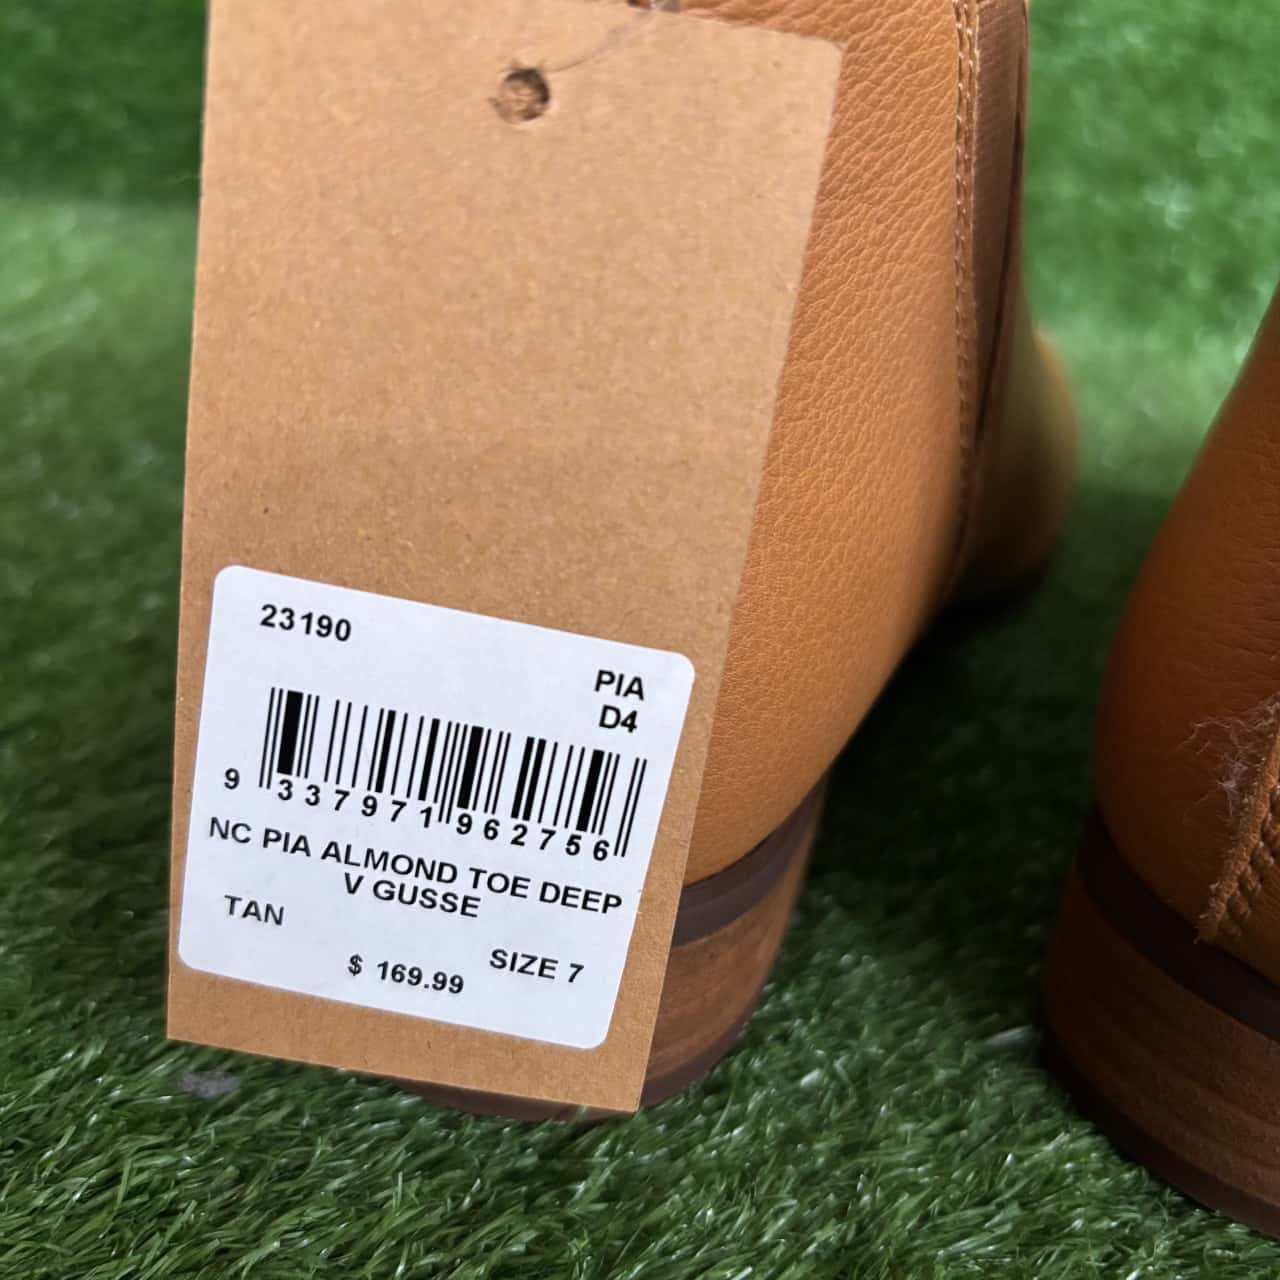 23190
PIA
D4
9 337971 962756
NC PIA ALMOND TOE DEEP
V GUSSE
TAN
SIZE 7
$ 169.99